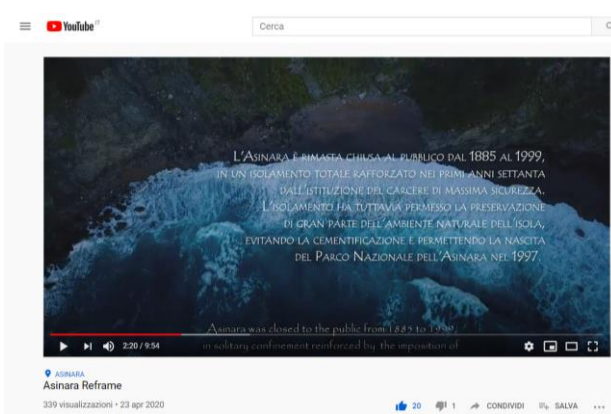 YouTube IT
Cerca
L'ASINARA È RIMASTA CHIUSA AL PUBBLICO DAL 1885 AL 1999,
IN UN ISOLAMENTO TOTALE RAFFORZATO NEI PRIMI ANNI SETTANTA
DALL'ISTITUZIONE DEL CARCERE DI MASSIMA SICUREZZA.
L'ISOLAMENTO HA TUTTAVIA PERMESSO LA PRESERVAZIONE
DI GRAN PARTE DELL'AMBIENTE NATURALE DELL'ISOLA,
EVITANDO LA CEMENTIFICAZIONE E PERMETTENDO LA NASCITA
DEL PARCO NAZIONALE DELL'ASINARA NEL 1997.
Asinara was closed to the public from 1885 to 1999,
in solitary confinement reinforced by the imposition of
2:20 / 9:54
ASINARA
Asinara Reframe
339 visualizzazioni • 23 apr 2020
20 1 CONDIVIDI SALVA ...